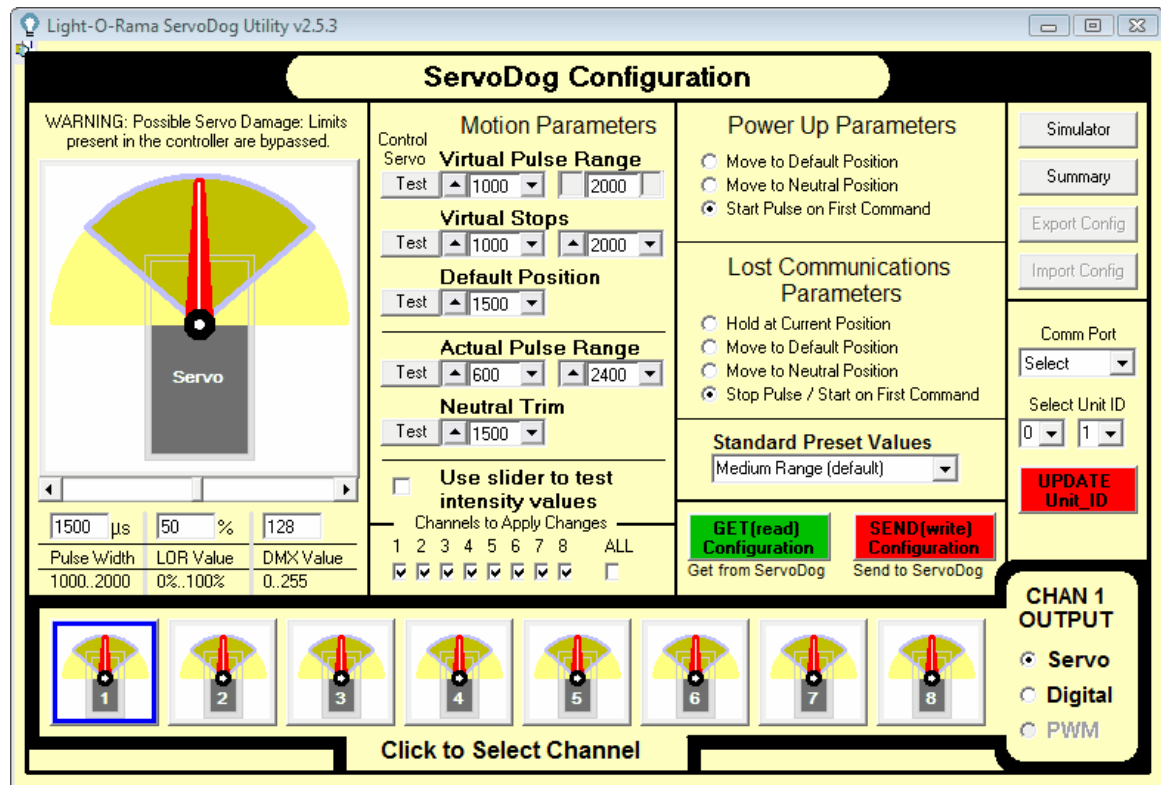 Light-O-Rama ServoDog Utility v2.5.3
ServoDog Configuration
WARNING: Possible Servo Damage: Limits
present in the controller are bypassed.
Servo
1500 µs 50 % 128
Pulse Width LOR Value DMX Value
1000..2000 0%..100% 0..255
Motion Parameters
Control
Servo
Virtual Pulse Range
Test 1000 2000
Virtual Stops
Test 1000 2000
Default Position
Test 1500
Actual Pulse Range
Test 600 2400
Neutral Trim
Test 1500
Use slider to test
intensity values
Channels to Apply Changes
1 2 3 4 5 6 7 8 ALL
Power Up Parameters
Move to Default Position
Move to Neutral Position
Start Pulse on First Command
Lost Communications
Parameters
Hold at Current Position
Move to Default Position
Move to Neutral Position
Stop Pulse / Start on First Command
Standard Preset Values
Medium Range (default)
GET(read)
Configuration
Get from ServoDog
SEND(write)
Configuration
Send to ServoDog
Simulator
Summary
Export Config
Import Config
Comm Port
Select
Select Unit ID
0 1
UPDATE
Unit_ID
1 2 3 4 5 6 7 8
Click to Select Channel
CHAN 1
OUTPUT
Servo
Digital
PWM